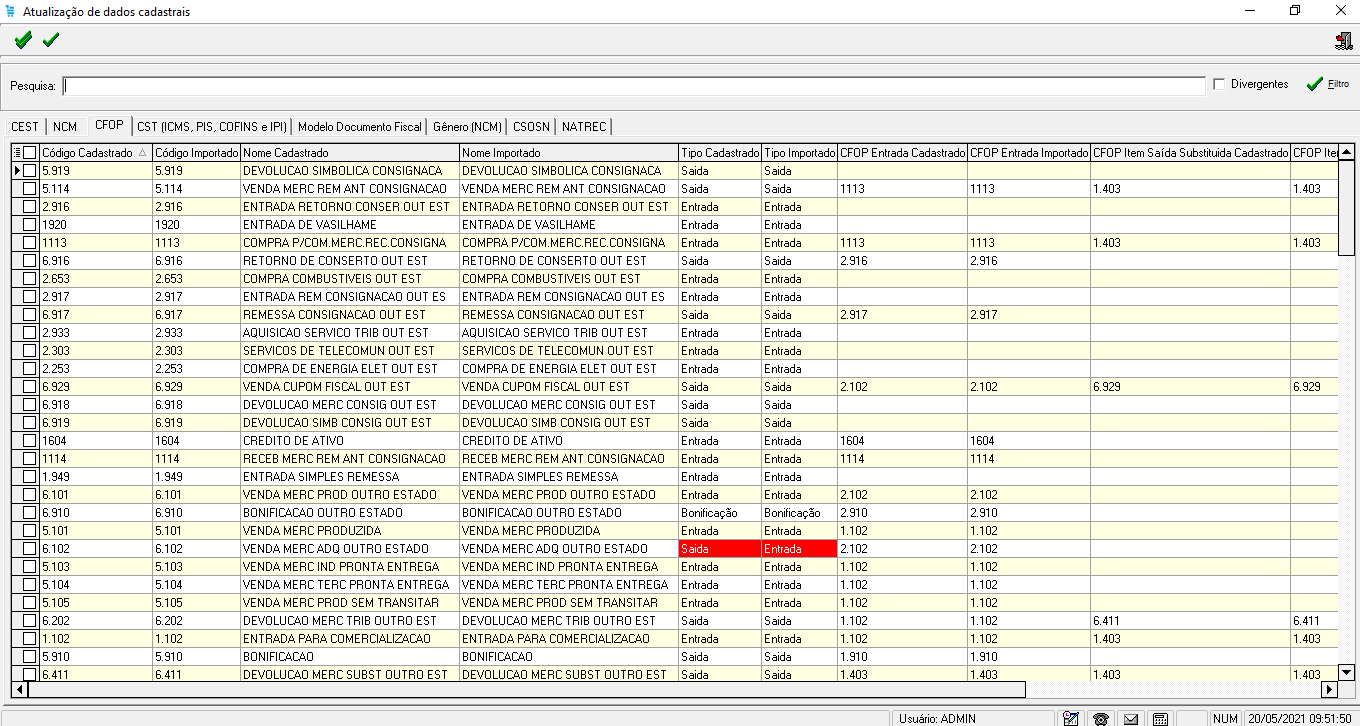 Atualização de dados cadastrais
Pesquisa: Divergentes Filtro
CEST NCM CFOP CST (ICMS, PIS, COFINS e IPI) Modelo Documento Fiscal Gênero (NCM) CSOSN NATREC
Código Cadastrado Código Importado Nome Cadastrado Nome Importado Tipo Cadastrado Tipo Importado CFOP Entrada Cadastrado CFOP Entrada Importado CFOP Item Saída Substituida Cadastrado CFOP Ite
5.919 5.919 DEVOLUCAO SIMBOLICA CONSIGNACA DEVOLUCAO SIMBOLICA CONSIGNACA Saida Saida
5.114 5.114 VENDA MERC REM ANT CONSIGNACAO VENDA MERC REM ANT CONSIGNACAO Saida Saida 1113 1113 1.403 1.403
2.916 2.916 ENTRADA RETORNO CONSER OUT EST ENTRADA RETORNO CONSER OUT EST Entrada Entrada
1920 1920 ENTRADA DE VASILHAME ENTRADA DE VASILHAME Entrada Entrada
1113 1113 COMPRA P/COM.MERC.REC.CONSIGNA COMPRA P/COM.MERC.REC.CONSIGNA Entrada Entrada 1113 1113 1.403 1.403
6.916 6.916 RETORNO DE CONSERTO OUT EST RETORNO DE CONSERTO OUT EST Saida Saida 2.916 2.916
2.653 2.653 COMPRA COMBUSTIVEIS OUT EST COMPRA COMBUSTIVEIS OUT EST Entrada Entrada
2.917 2.917 ENTRADA REM CONSIGNACAO OUT ES ENTRADA REM CONSIGNACAO OUT ES Entrada Entrada
6.917 6.917 REMESSA CONSIGNACAO OUT EST REMESSA CONSIGNACAO OUT EST Saida Saida 2.917 2.917
2.933 2.933 AQUISICAO SERVICO TRIB OUT EST AQUISICAO SERVICO TRIB OUT EST Entrada Entrada
2.303 2.303 SERVICOS DE TELECOMUN OUT EST SERVICOS DE TELECOMUN OUT EST Entrada Entrada
2.253 2.253 COMPRA DE ENERGIA ELET OUT EST COMPRA DE ENERGIA ELET OUT EST Entrada Entrada
6.929 6.929 VENDA CUPOM FISCAL OUT EST VENDA CUPOM FISCAL OUT EST Saida Saida 2.102 2.102 6.929 6.929
6.918 6.918 DEVOLUCAO MERC CONSIG OUT EST DEVOLUCAO MERC CONSIG OUT EST Saida Saida
6.919 6.919 DEVOLUCAO SIMB CONSIG OUT EST DEVOLUCAO SIMB CONSIG OUT EST Saida Saida
1604 1604 CREDITO DE ATIVO CREDITO DE ATIVO Entrada Entrada 1604 1604
1114 1114 RECEB MERC REM ANT CONSIGNACAO RECEB MERC REM ANT CONSIGNACAO Entrada Entrada 1114 1114
1.949 1.949 ENTRADA SIMPLES REMESSA ENTRADA SIMPLES REMESSA Entrada Entrada
6.101 6.101 VENDA MERC PROD OUTRO ESTADO VENDA MERC PROD OUTRO ESTADO Entrada Entrada 2.102 2.102
6.910 6.910 BONIFICACAO OUTRO ESTADO BONIFICACAO OUTRO ESTADO Bonificação Bonificação 2.910 2.910
5.101 5.101 VENDA MERC PRODUZIDA VENDA MERC PRODUZIDA Entrada Entrada 1.102 1.102
6.102 6.102 VENDA MERC ADQ OUTRO ESTADO VENDA MERC ADQ OUTRO ESTADO Saida Entrada 2.102 2.102
5.103 5.103 VENDA MERC IND PRONTA ENTREGA VENDA MERC IND PRONTA ENTREGA Entrada Entrada 1.102 1.102
5.104 5.104 VENDA MERC TERC PRONTA ENTREGA VENDA MERC TERC PRONTA ENTREGA Entrada Entrada 1.102 1.102
5.105 5.105 VENDA MERC PROD SEM TRANSITAR VENDA MERC PROD SEM TRANSITAR Entrada Entrada 1.102 1.102
6.202 6.202 DEVOLUCAO MERC TRIB OUTRO EST DEVOLUCAO MERC TRIB OUTRO EST Saida Saida 1.102 1.102 6.411 6.411
1.102 1.102 ENTRADA PARA COMERCIALIZACAO ENTRADA PARA COMERCIALIZACAO Entrada Entrada 1.102 1.102 1.403 1.403
5.910 5.910 BONIFICACAO BONIFICACAO Saida Saida 1.910 1.910
6.411 6.411 DEVOLUCAO MERC SUBST OUTRO EST DEVOLUCAO MERC SUBST OUTRO EST Saida Saida 1.403 1.403 1.403 1.403
Usuário: ADMIN NUM 20/05/2021 09:51:50